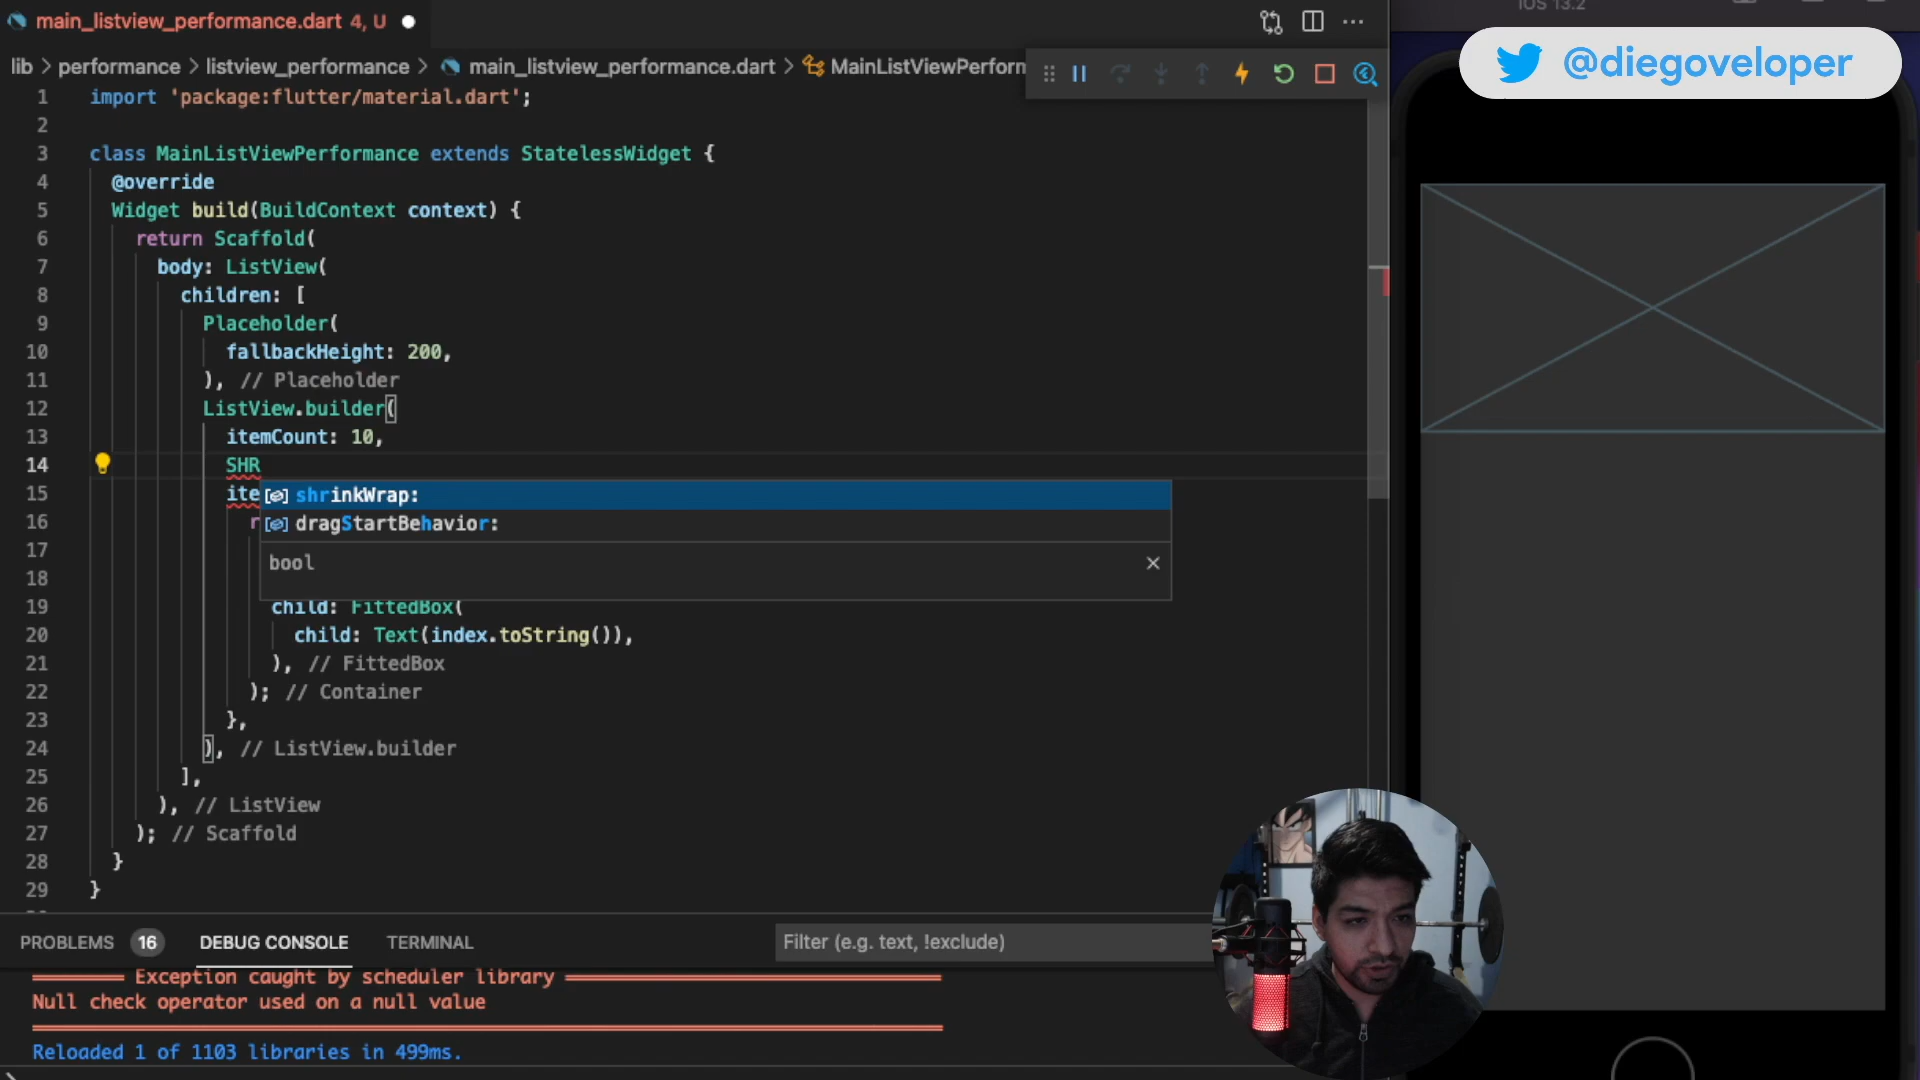 main_listview_performance.dart 4, U
iOS 13.2
@diegoveloper
lib > performance > listview_performance > main_listview_performance.dart > MainListViewPerform
1 import 'package:flutter/material.dart';
2
3 class MainListViewPerformance extends StatelessWidget {
4 @override
5 Widget build(BuildContext context) {
6 return Scaffold(
7 body: ListView(
8 children: [
9 Placeholder(
10 fallbackHeight: 200,
11 ), // Placeholder
12 ListView.builder(
13 itemCount: 10,
14 SHR
15 ite
shrinkWrap:
16 r
dragStartBehavior:
17
bool
18
19 child: FittedBox(
20 child: Text(index.toString()),
21 ), // FittedBox
22 ); // Container
23 },
24 ), // ListView.builder
25 ],
26 ), // ListView
27 ); // Scaffold
28 }
29 }
PROBLEMS 16 DEBUG CONSOLE TERMINAL Filter (e.g. text, !exclude)
Exception caught by scheduler library
Null check operator used on a null value
Reloaded 1 of 1103 libraries in 499ms.